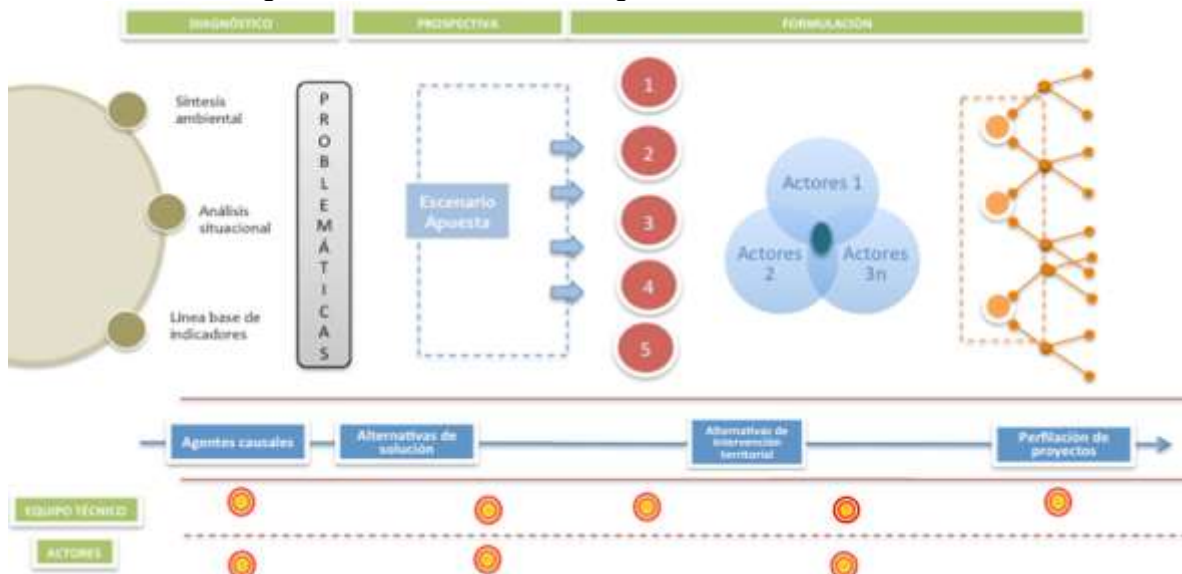 DIAGNÓSTICO
PROSPECTIVA
FORMULACIÓN
Síntesis
ambiental
Análisis
situacional
Línea base de
indicadores
P
R
O
B
L
E
M
Á
T
I
C
A
S
Escenario
Apuesta
1
2
3
4
5
Actores 1
Actores
2
Actores
3n
Agentes causales
Alternativas de
solución
Alternativas de
intervención
territorial
Perfilación de
proyectos
EQUIPO TÉCNICO
ACTORES